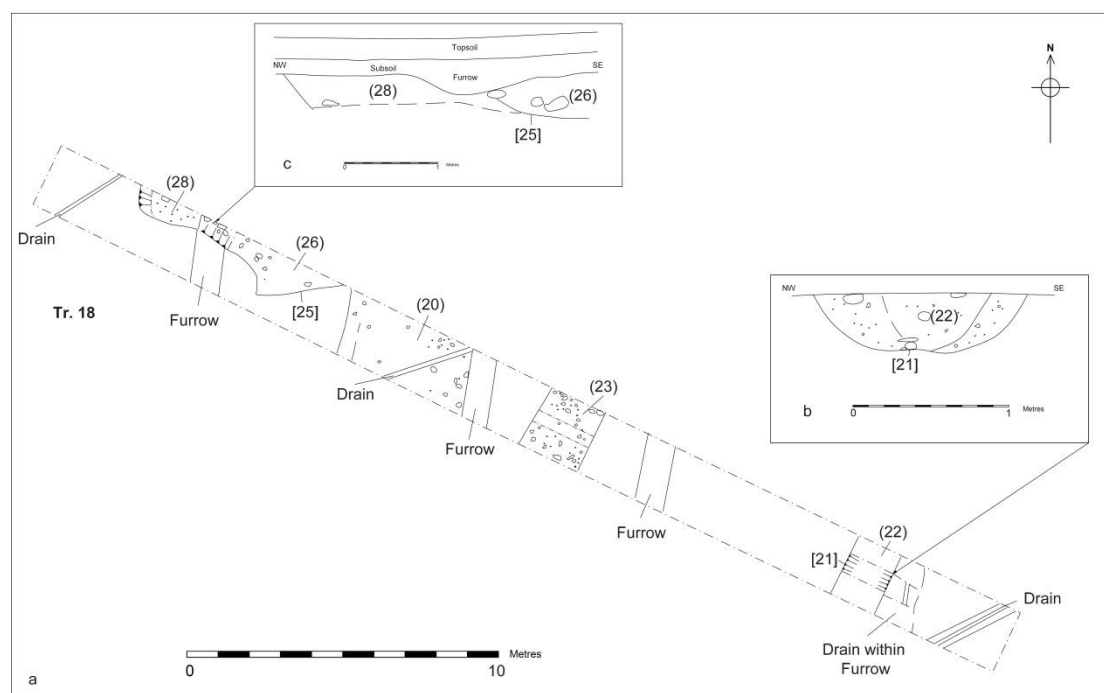 Topsoil
NW
Subsoil
Furrow
SE
(28)
(26)
[25]
c
0
1
Metres
N
(28)
(26)
Drain
Tr. 18
Furrow
[25]
(20)
Drain
Furrow
(23)
Furrow
NW
SE
(22)
[21]
b
0
1
Metres
(22)
[21]
Drain
Drain within
Furrow
Metres
0
10
a